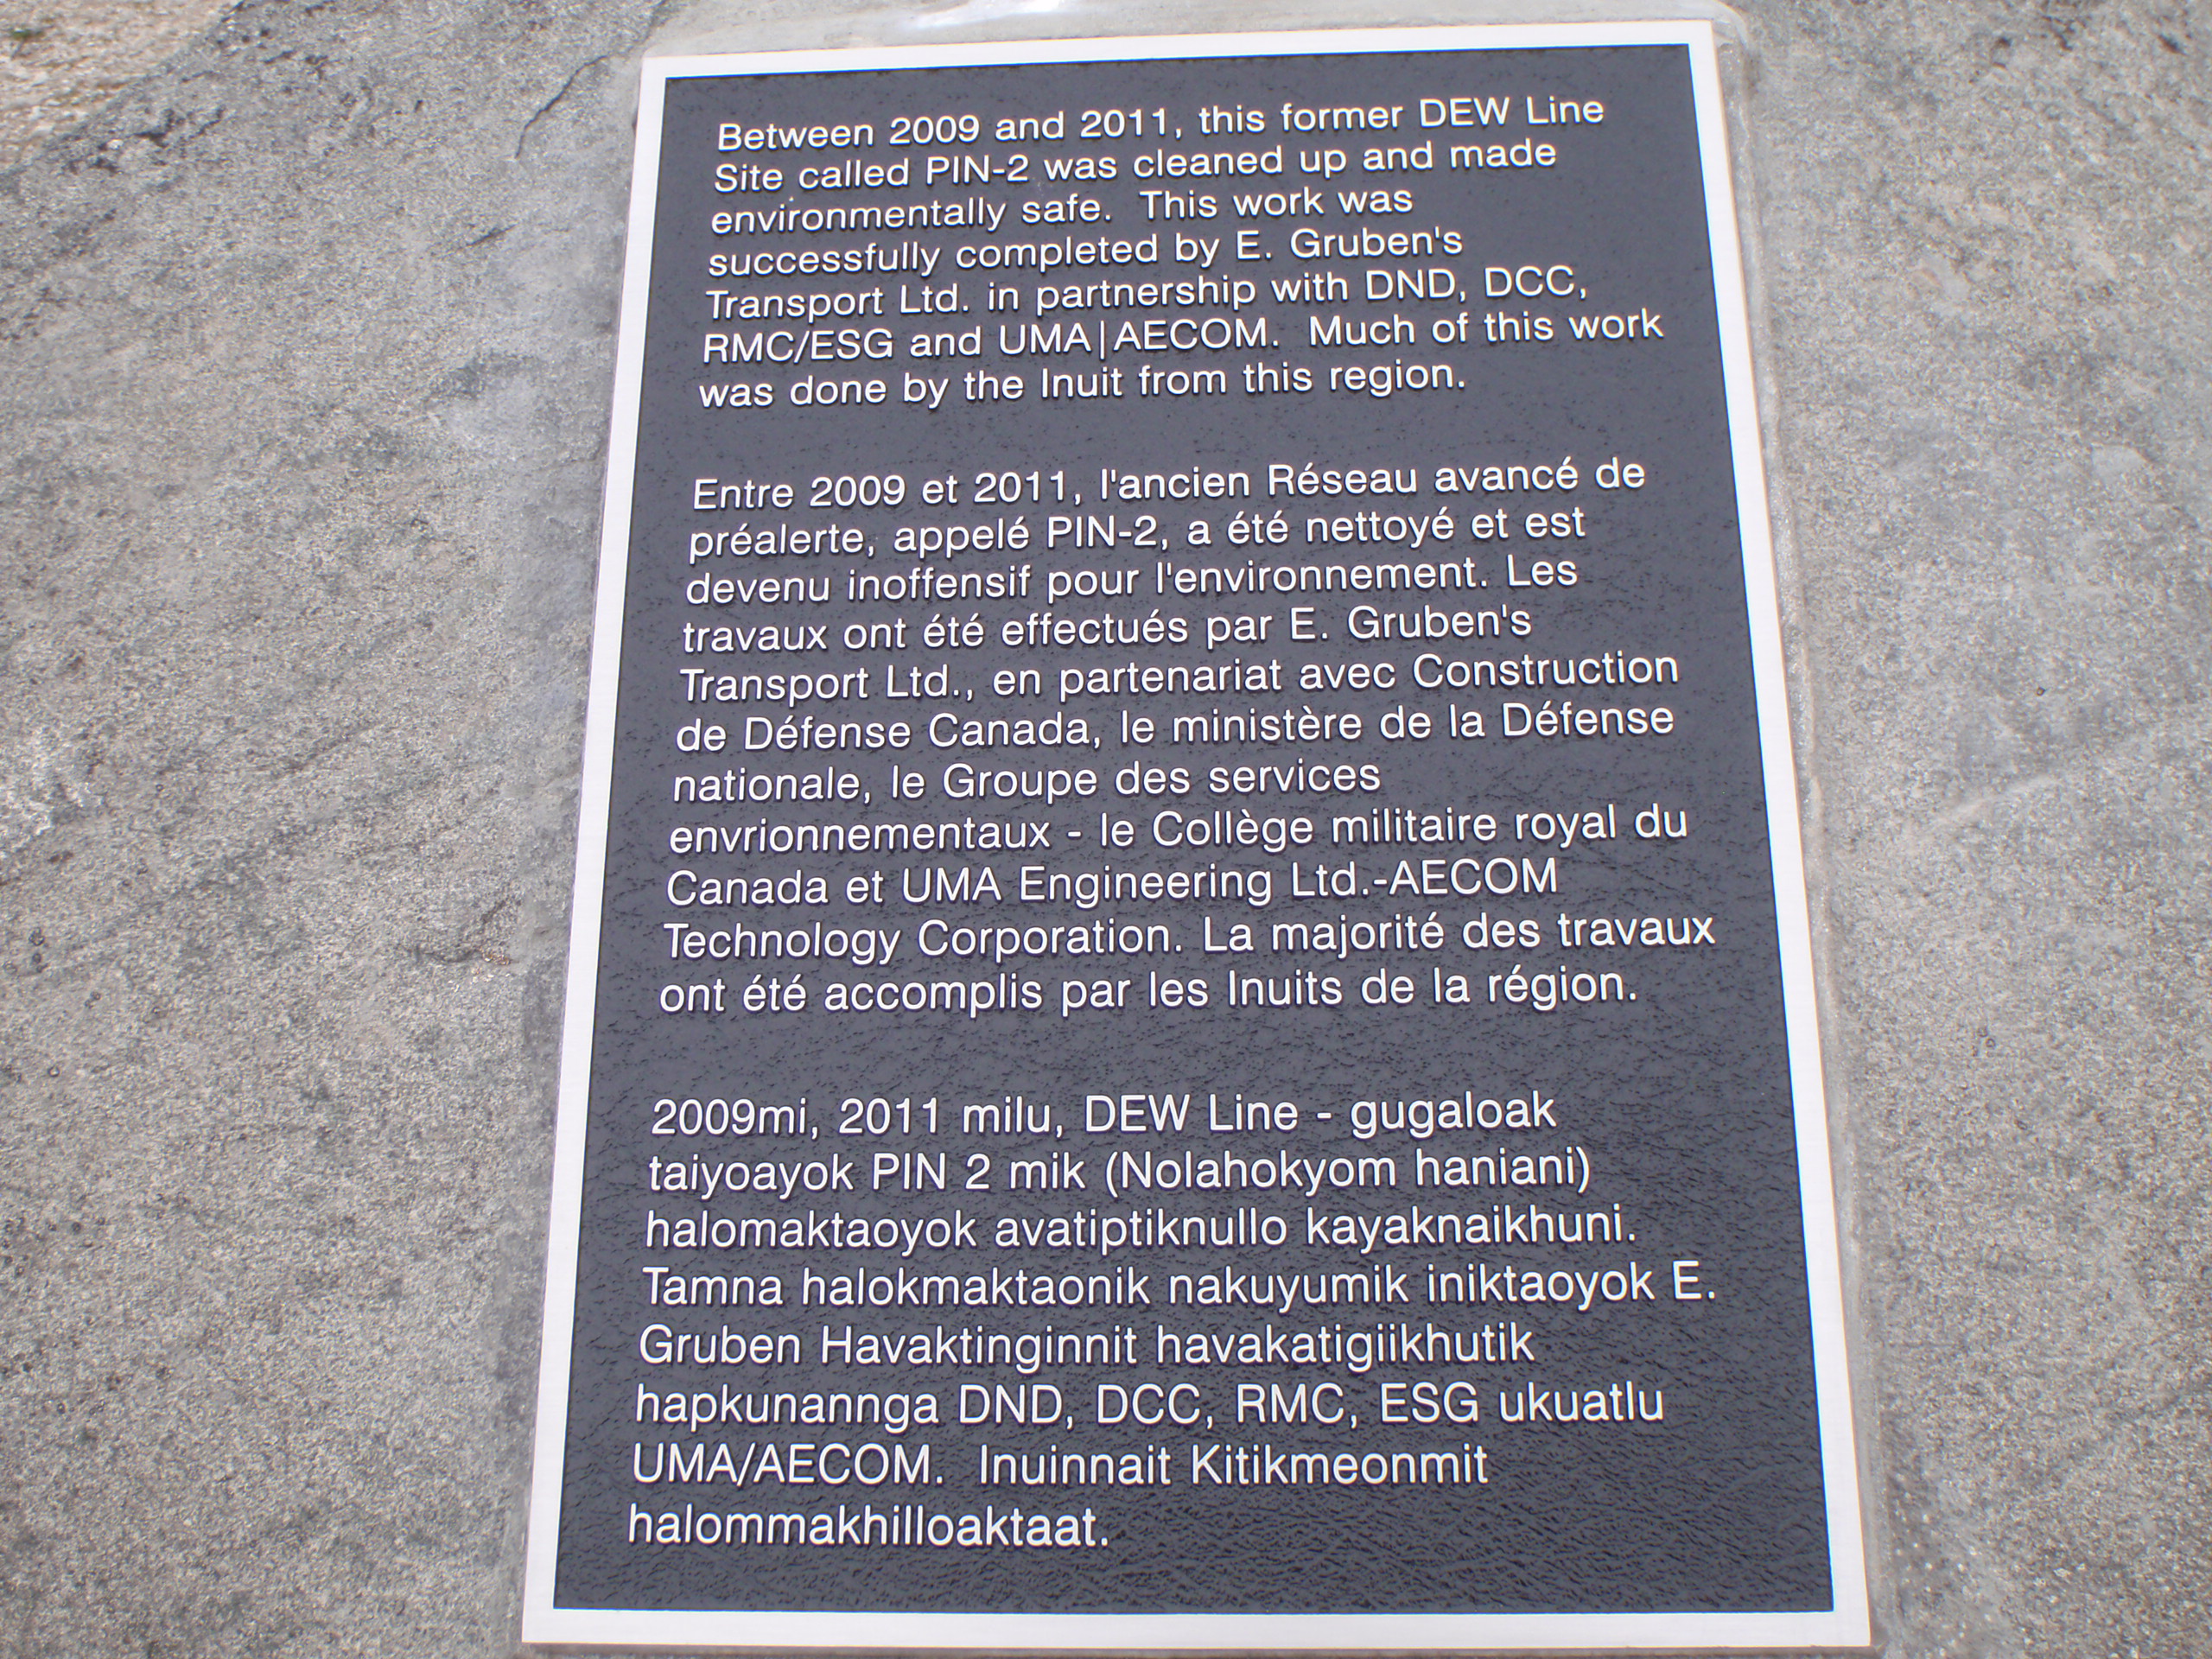 Between 2009 and 2011, this former DEW Line
Site called PIN-2 was cleaned up and made
environmentally safe. This work was
successfully completed by E. Gruben's
Transport Ltd. in partnership with DND, DCC,
RMC/ESG and UMA|AECOM. Much of this work
was done by the Inuit from this region.
Entre 2009 et 2011, l'ancien Réseau avancé de
préalerte, appelé PIN-2, a été nettoyé et est
devenu inoffensif pour l'environnement. Les
travaux ont été effectués par E. Gruben's
Transport Ltd., en partenariat avec Construction
de Défense Canada, le ministère de la Défense
nationale, le Groupe des services
envrionnementaux - le Collège militaire royal du
Canada et UMA Engineering Ltd.-AECOM
Technology Corporation. La majorité des travaux
ont été accomplis par les Inuits de la région.
2009mi, 2011 milu, DEW Line - gugaloak
taiyoayok PIN 2 mik (Nolahokyom haniani)
halomaktaoyok avatiptiknullo kayaknaikhuni.
Tamna halokmaktaonik nakuyumik iniktaoyok E.
Gruben Havaktinginnit havakatigiikhutik
hapkunannga DND, DCC, RMC, ESG ukuatlu
UMA/AECOM. Inuinnait Kitikmeonmit
halommakhilloaktaat.